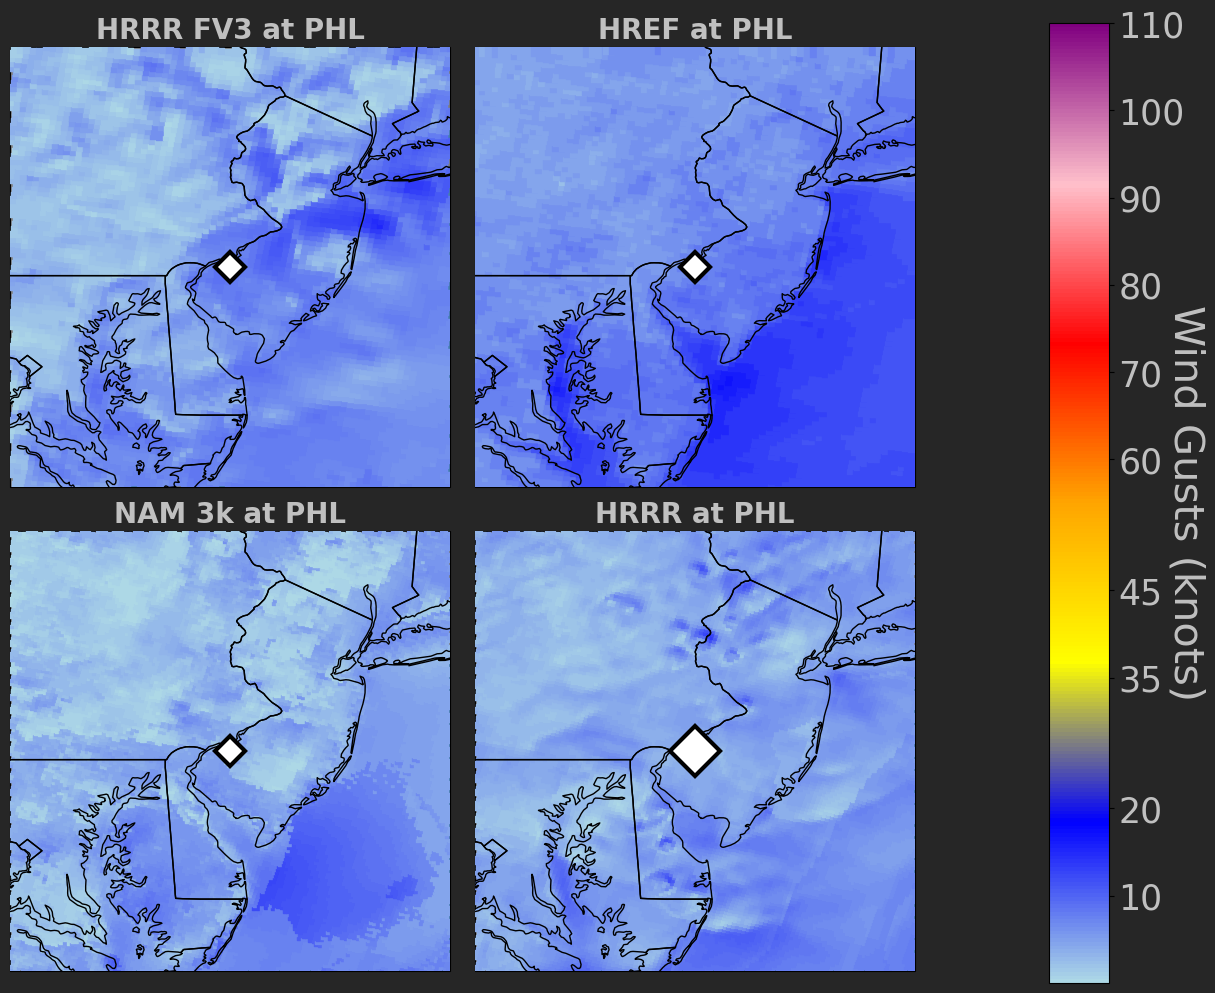 HRRR FV3 at PHL
HREF at PHL
NAM 3k at PHL
HRRR at PHL
110
100
90
80
70
60
45
35
20
10
Wind Gusts (knots)